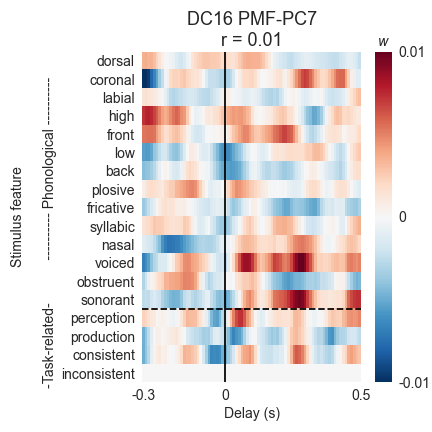 DC16 PMF-PC7
r = 0.01
w
dorsal
coronal
labial
high
front
low
back
plosive
fricative
syllabic
nasal
voiced
obstruent
sonorant
perception
production
consistent
inconsistent
Stimulus feature
---------- Phonological ----------
-Task-related-
0.01
0
-0.01
-0.3
0
0.5
Delay (s)